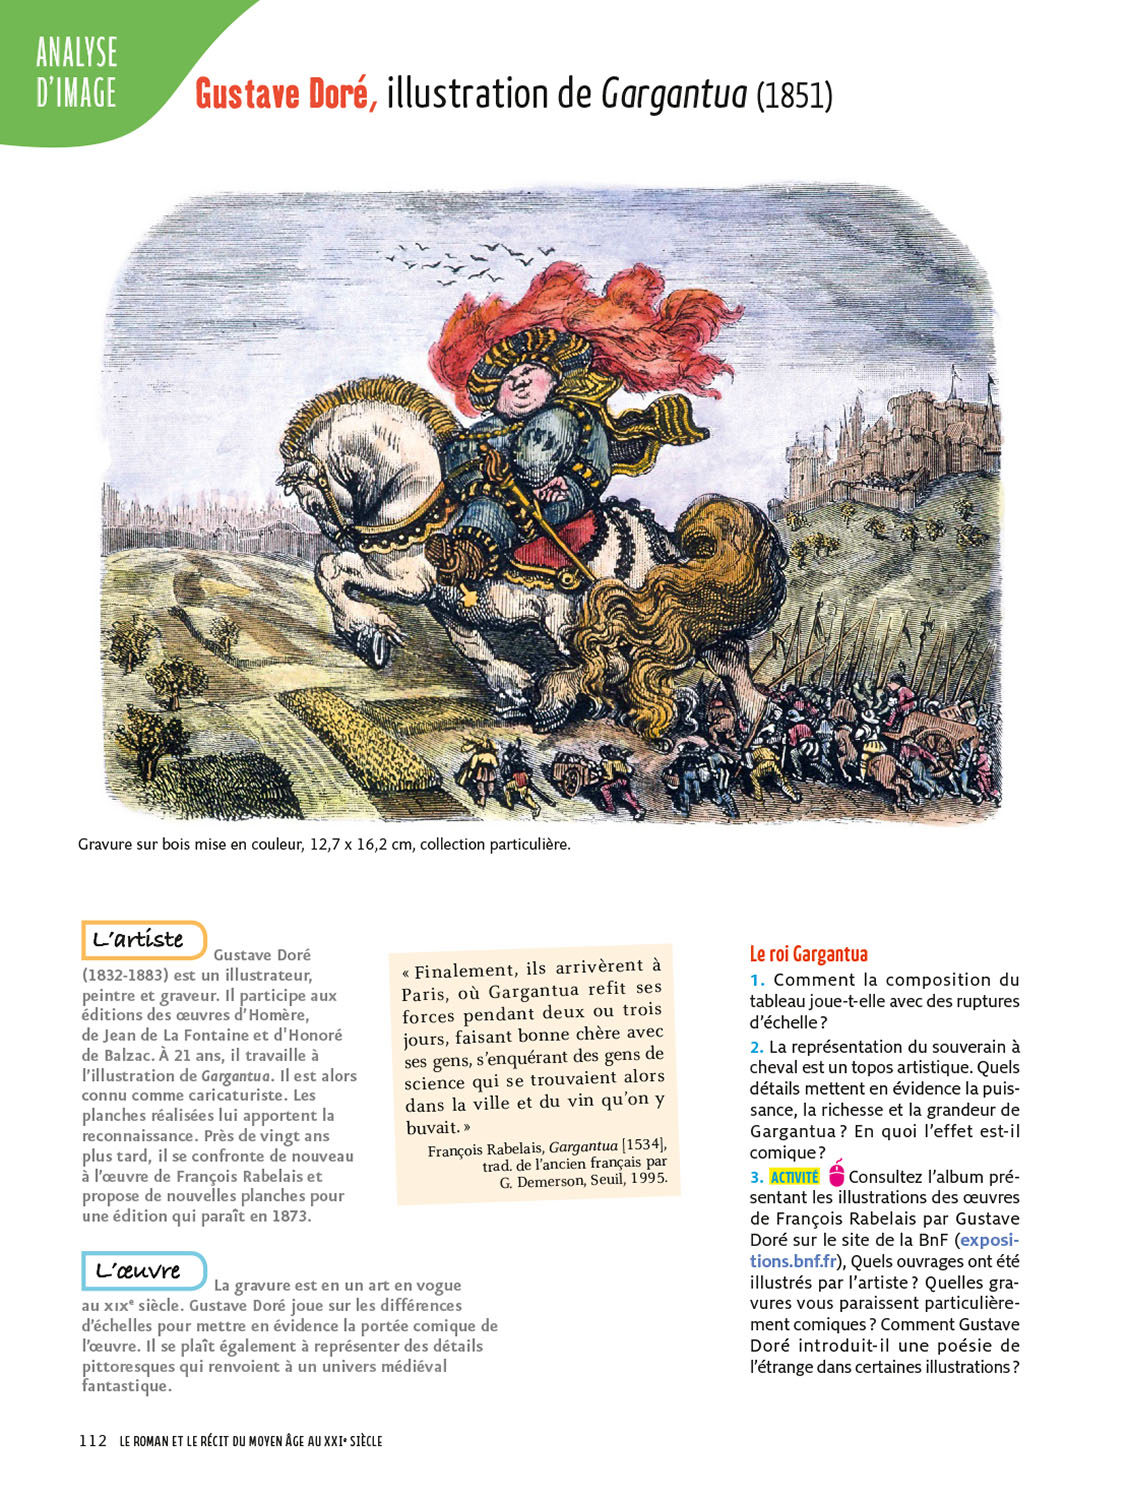 ANALYSE
D'IMAGE
Gustave Doré, illustration de Gargantua (1851)
Gravure sur bois mise en couleur, 12,7 x 16,2 cm, collection particulière.
L'artiste
Gustave Doré
(1832-1883) est un illustrateur,
peintre et graveur. Il participe aux
éditions des œuvres d'Homère,
de Jean de La Fontaine et d'Honoré
de Balzac. À 21 ans, il travaille à
l'illustration de Gargantua. Il est alors
connu comme caricaturiste. Les
planches réalisées lui apportent la
reconnaissance. Près de vingt ans
plus tard, il se confronte de nouveau
à l'œuvre de François Rabelais et
propose de nouvelles planches pour
une édition qui paraît en 1873.
L'œuvre
La gravure est en un art en vogue
au XIXe siècle. Gustave Doré joue sur les différences
d'échelles pour mettre en évidence la portée comique de
l'œuvre. Il se plaît également à représenter des détails
pittoresques qui renvoient à un univers médiéval
fantastique.
« Finalement, ils arrivèrent à
Paris, où Gargantua refit ses
forces pendant deux ou trois
jours, faisant bonne chère avec
ses gens, s'enquérant des gens de
science qui se trouvaient alors
dans la ville et du vin qu'on y
buvait. »
François Rabelais, Gargantua [1534],
trad. de l'ancien français par
G. Demerson, Seuil, 1995.
Le roi Gargantua
1. Comment la composition du
tableau joue-t-elle avec des ruptures
d'échelle ?
2. La représentation du souverain à
cheval est un topos artistique. Quels
détails mettent en évidence la puis-
sance, la richesse et la grandeur de
Gargantua ? En quoi l'effet est-il
comique ?
3. ACTIVITÉ Consultez l'album pré-
sentant les illustrations des œuvres
de François Rabelais par Gustave
Doré sur le site de la BnF (exposi-
tions.bnf.fr), Quels ouvrages ont été
illustrés par l'artiste ? Quelles gra-
vures vous paraissent particulière-
ment comiques ? Comment Gustave
Doré introduit-il une poésie de
l'étrange dans certaines illustrations ?
112 LE ROMAN ET LE RÉCIT DU MOYEN ÂGE AU XXIe SIÈCLE